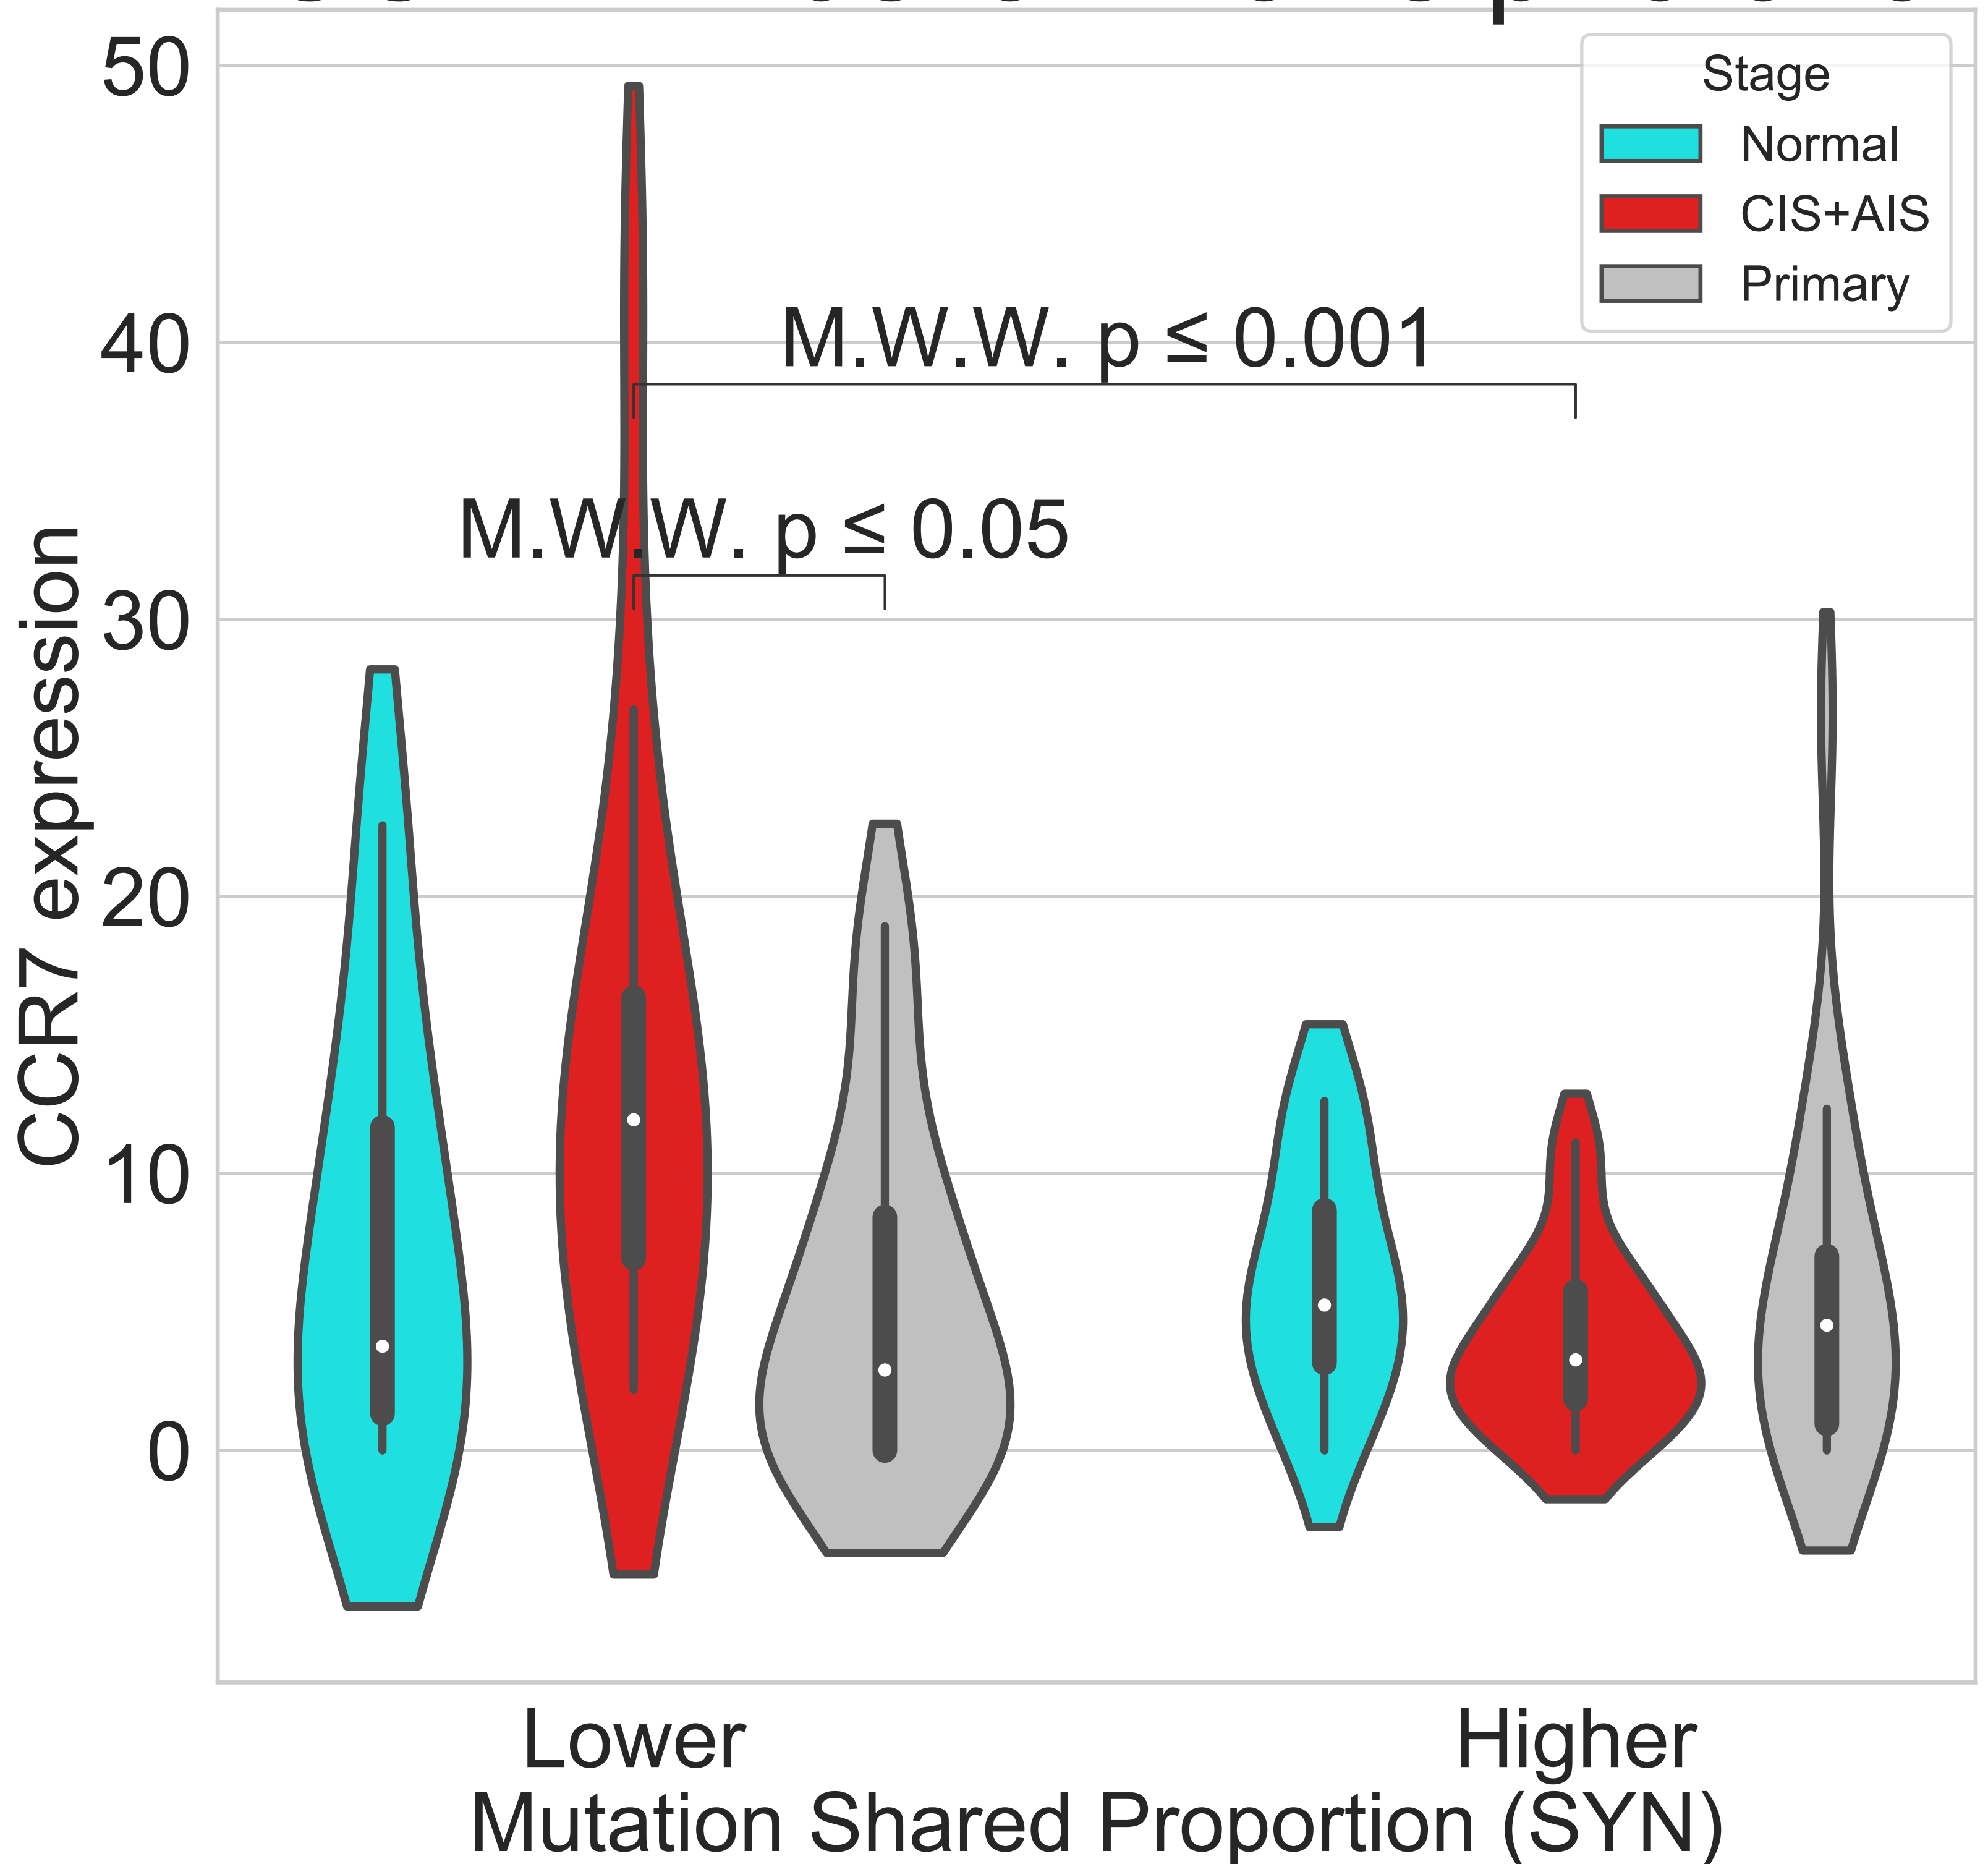 50
Stage
Normal
CIS+AIS
Primary
40
M.W.W. p ≤ 0.001
M.W.W. p ≤ 0.05
30
20
10
0
CCR7 expression
Lower
Higher
Mutation Shared Proportion (SYN)